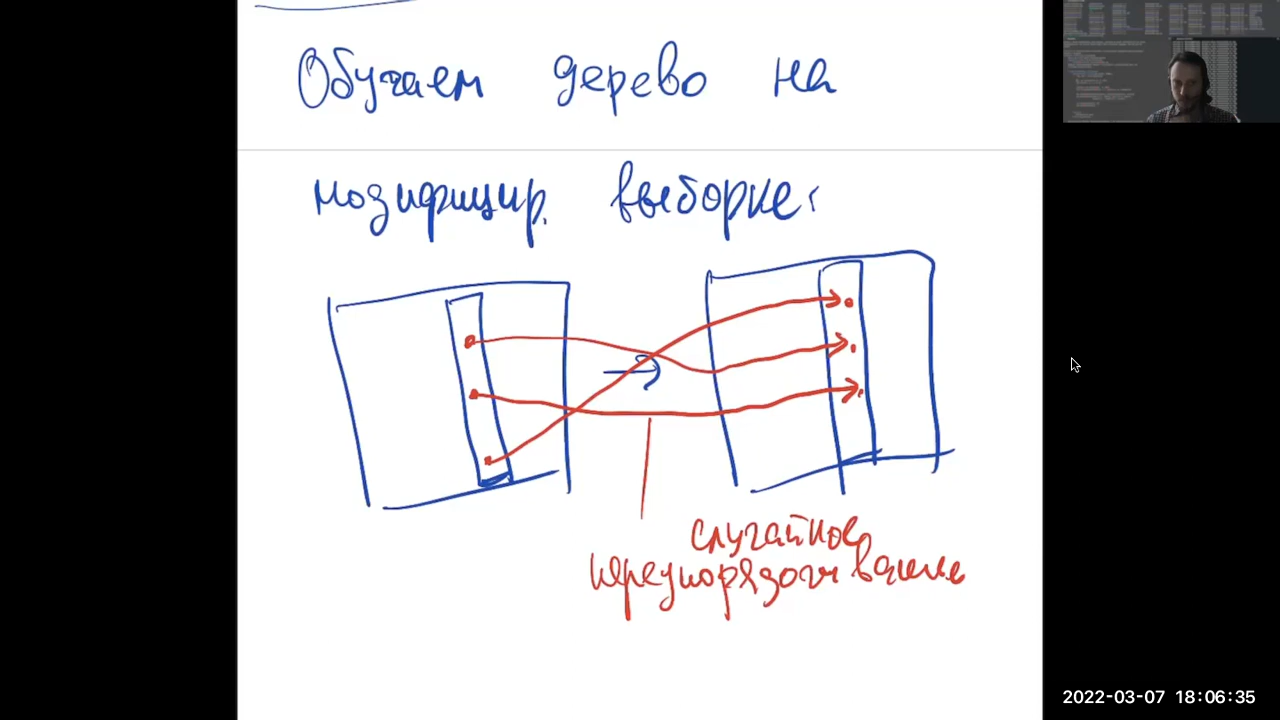 Обучаем дерево на
модифицир. выборке:
случайное
переупорядочивание
2022-03-07 18:06:35